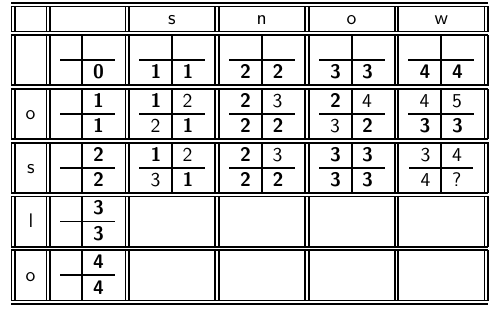 s n o w
0 1 1 2 2 3 3 4 4
o 1 1 2 2 3 2 4 4 5
1 2 1 2 2 3 2 3 3
s 2 1 2 2 3 3 3 3 4
2 3 1 2 2 3 3 4 ?
l 3
3
o 4
4